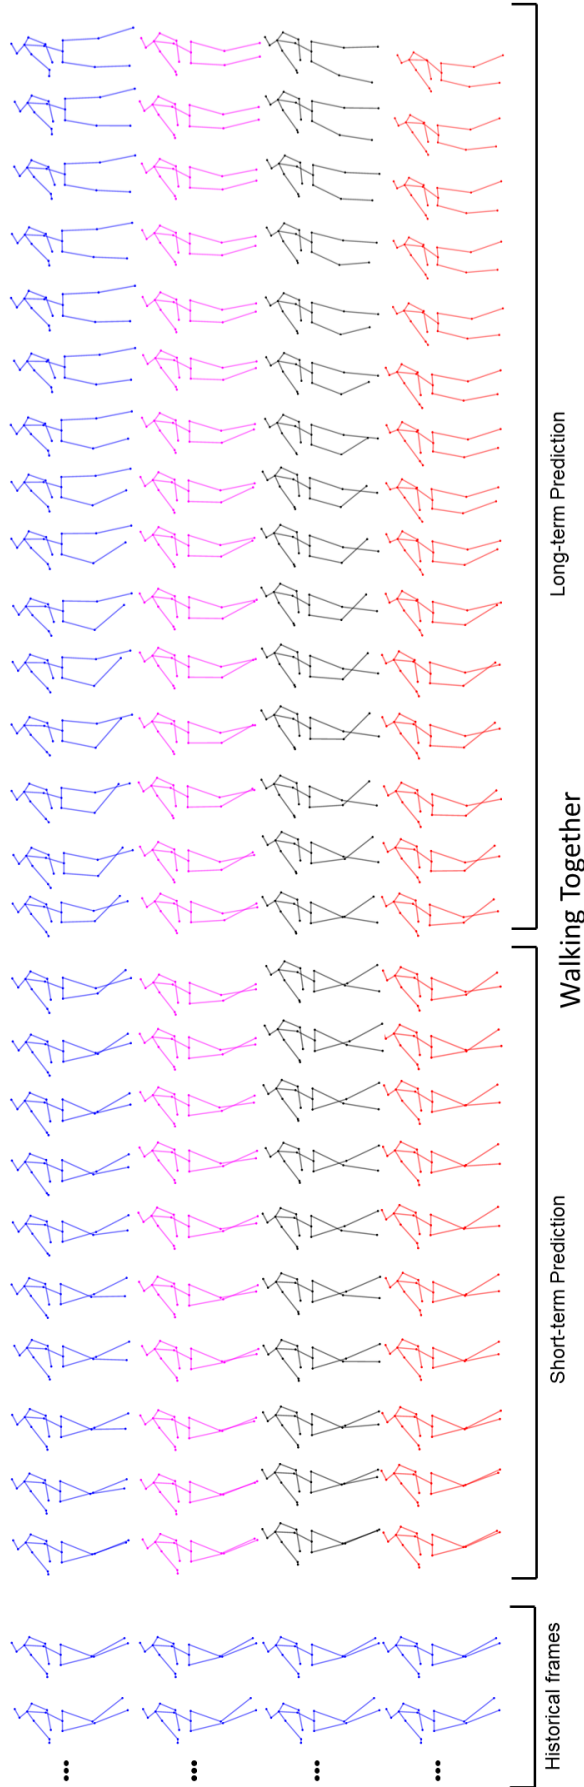 Historical frames
Short-term Prediction
Long-term Prediction
Walking Together